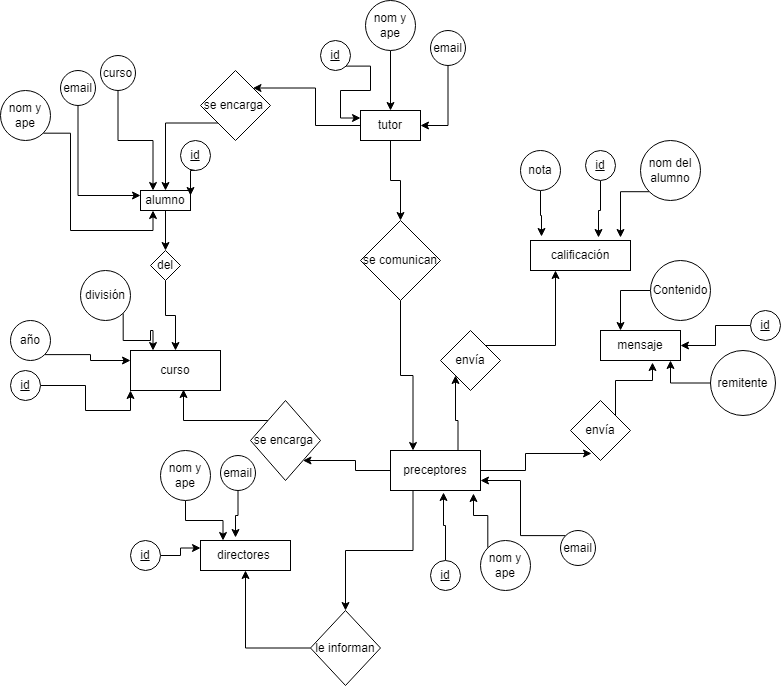 nom y
ape
id
email
curso
email
nom y
ape
se encarga
tutor
id
alumno
nota
id
nom del
alumno
calificación
se comunican
del
división
Contenido
id
mensaje
año
id
curso
envía
remitente
se encarga
envía
nom y
ape
email
preceptores
id
directores
email
nom y
ape
id
le informan